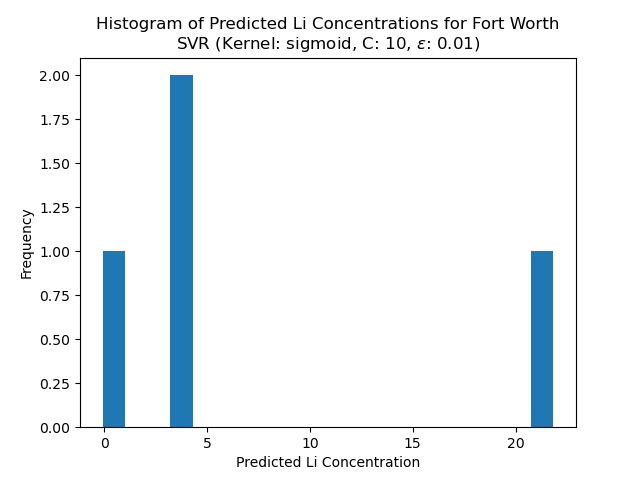 Histogram of Predicted Li Concentrations for Fort Worth
SVR (Kernel: sigmoid, C: 10, ε: 0.01)
2.00
1.75
1.50
1.25
1.00
0.75
0.50
0.25
0.00
Frequency
0 5 10 15 20
Predicted Li Concentration